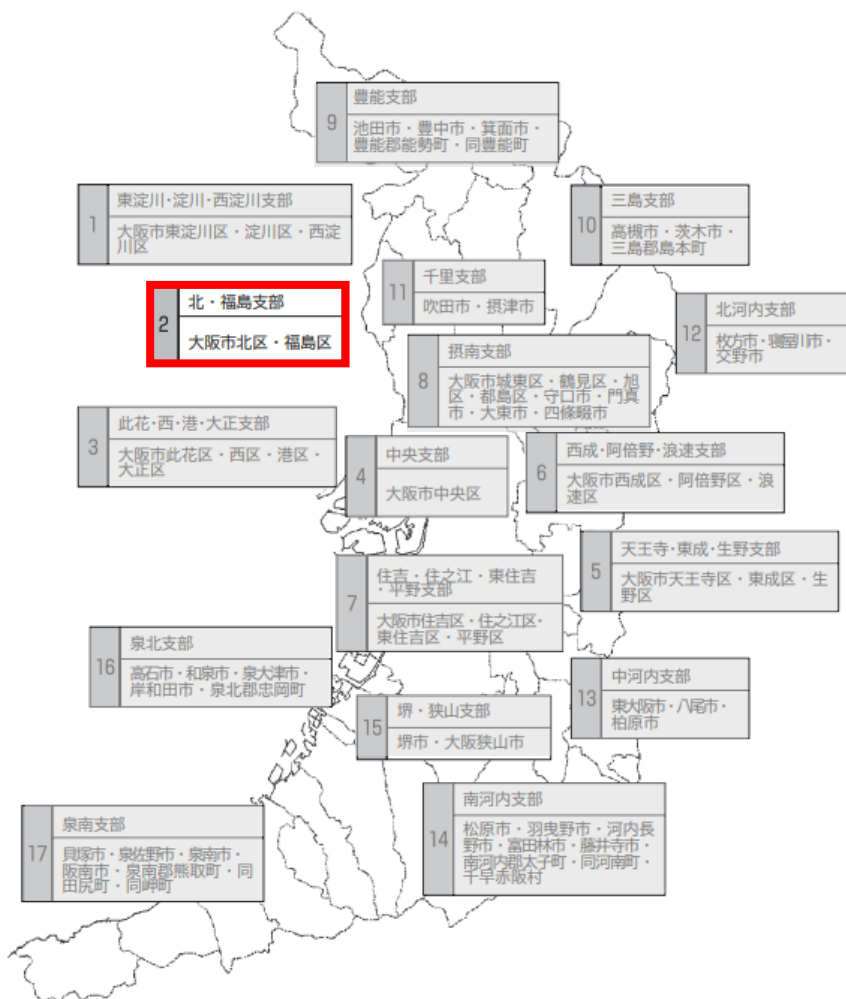 9
豊能支部
池田市・豊中市・箕面市・
豊能郡能勢町・同豊能町
1
東淀川・淀川・西淀川支部
大阪市東淀川区・淀川区・西淀
川区
10
三島支部
高槻市・茨木市・
三島郡島本町
11
千里支部
吹田市・摂津市
2
北・福島支部
大阪市北区・福島区
12
北河内支部
枚方市・寝屋川市・
交野市
8
摂南支部
大阪市城東区・鶴見区・旭
区・都島区・守口市・門真
市・大東市・四條畷市
3
此花・西・港・大正支部
大阪市此花区・西区・港区・
大正区
4
中央支部
大阪市中央区
6
西成・阿倍野・浪速支部
大阪市西成区・阿倍野区・浪
速区
5
天王寺・東成・生野支部
大阪市天王寺区・東成区・生
野区
7
住吉・住之江・東住吉
・平野支部
大阪市住吉区・住之江区・
東住吉区・平野区
16
泉北支部
高石市・和泉市・泉大津市・
岸和田市・泉北郡忠岡町
13
中河内支部
東大阪市・八尾市・
柏原市
15
堺・狭山支部
堺市・大阪狭山市
14
南河内支部
松原市・羽曳野市・河内長
野市・富田林市・藤井寺市・
南河内郡太子町・同河南町・
千早赤阪村
17
泉南支部
貝塚市・泉佐野市・泉南市・
阪南市・泉南郡熊取町・同
田尻町・同岬町